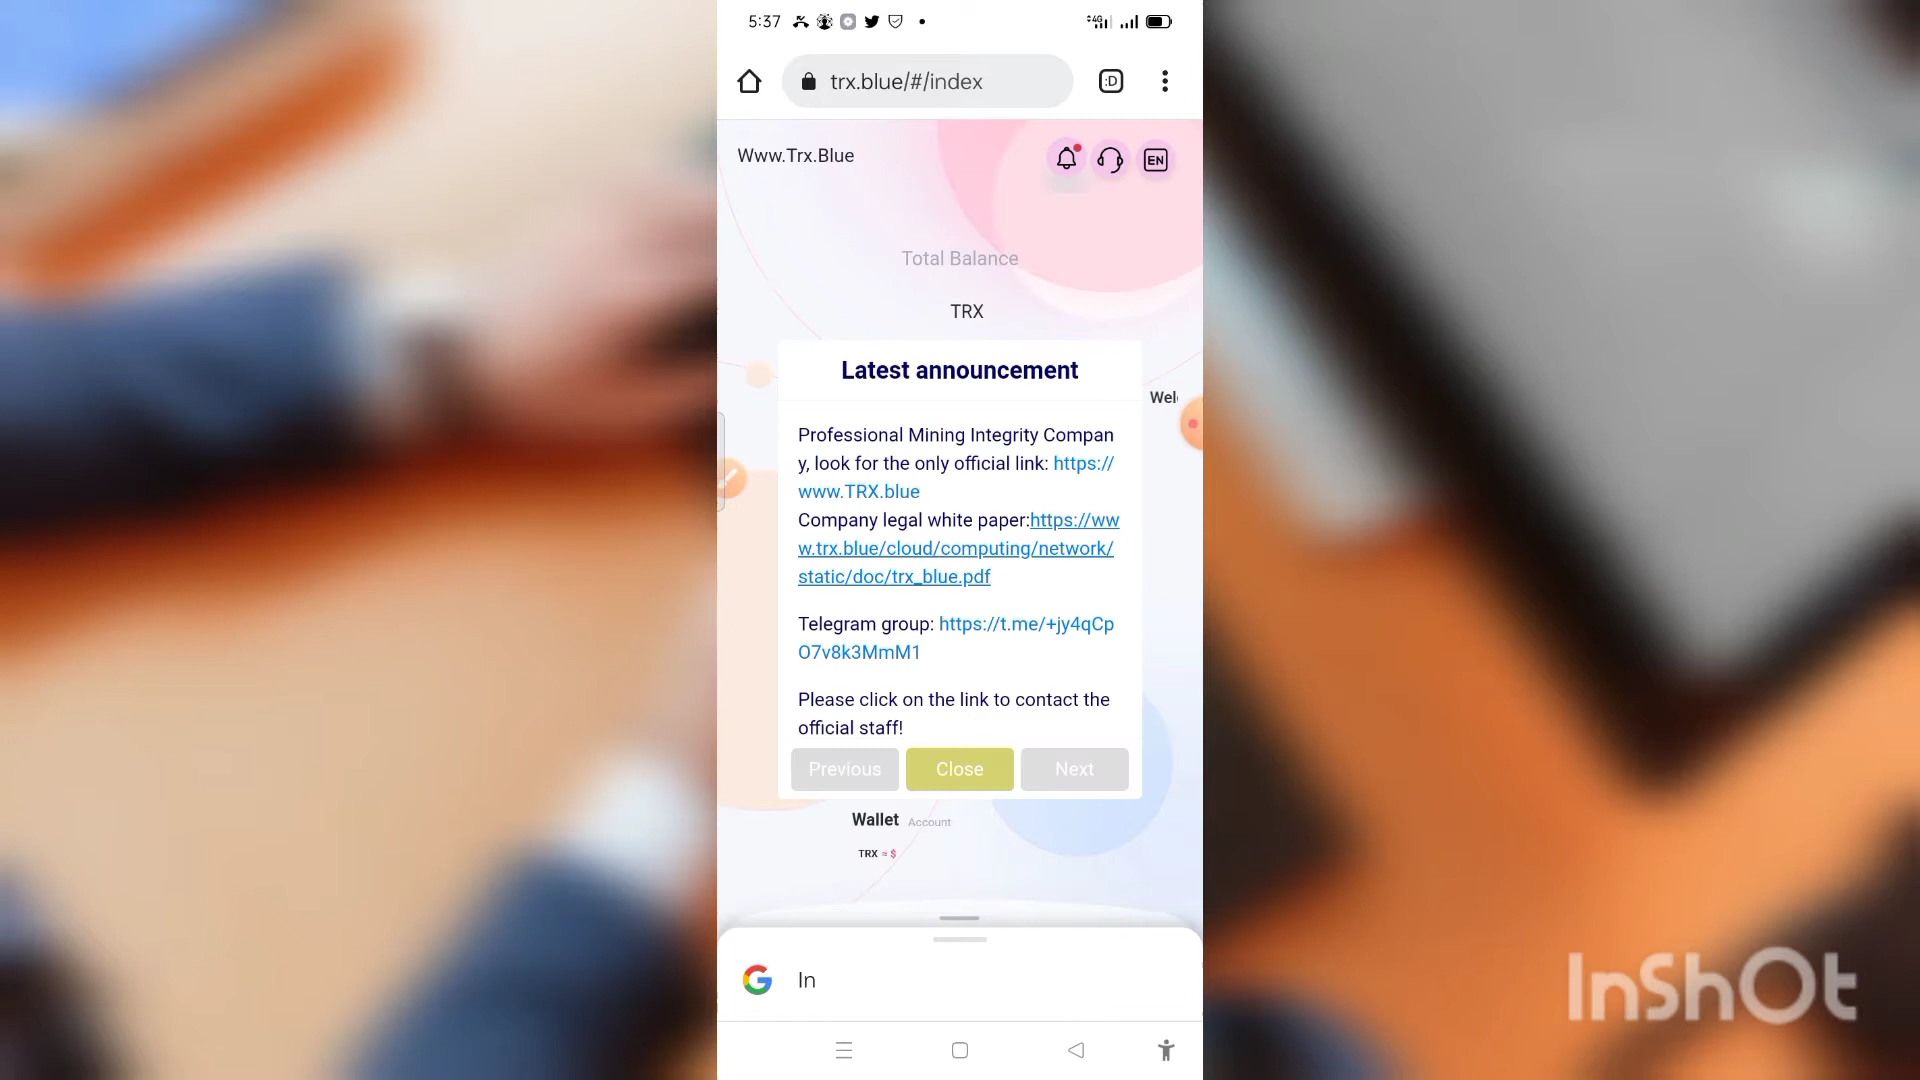 5:37
4G
trx.blue/#/index
:D
Www.Trx.Blue
EN
Total Balance
TRX
Latest announcement
Wel
Professional Mining Integrity Compan
y, look for the only official link: https://
www.TRX.blue
Company legal white paper:https://ww
w.trx.blue/cloud/computing/network/
static/doc/trx_blue.pdf
Telegram group: https://t.me/+jy4qCp
O7v8k3MmM1
Please click on the link to contact the
official staff!
Previous Close Next
Wallet Account
TRX ≈ $
G In
InShOt